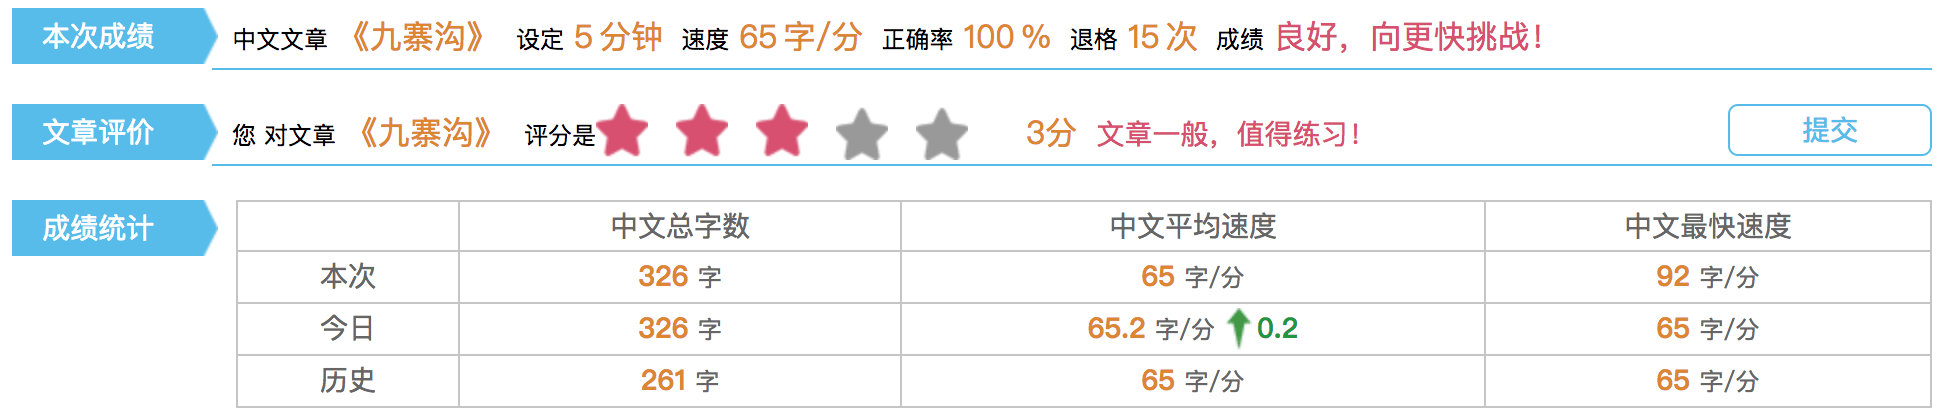 本次成绩 中文文章 《九寨沟》 设定 5 分钟 速度 65 字/分 正确率 100 % 退格 15 次 成绩 良好，向更快挑战！
文章评价 您 对文章 《九寨沟》 评分是 3分 文章一般，值得练习！ 提交
成绩统计 中文总字数 中文平均速度 中文最快速度
本次 326 字 65 字/分 92 字/分
今日 326 字 65.2 字/分 0.2 65 字/分
历史 261 字 65 字/分 65 字/分